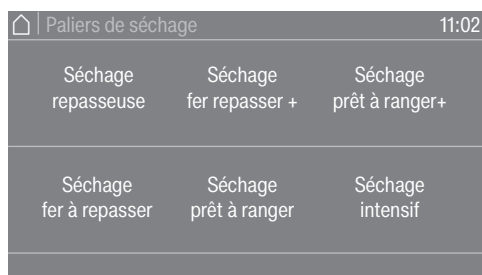 Paliers de séchage 11:02
Séchage repasseuse
Séchage fer repasser +
Séchage prêt à ranger+
Séchage fer à repasser
Séchage prêt à ranger
Séchage intensif